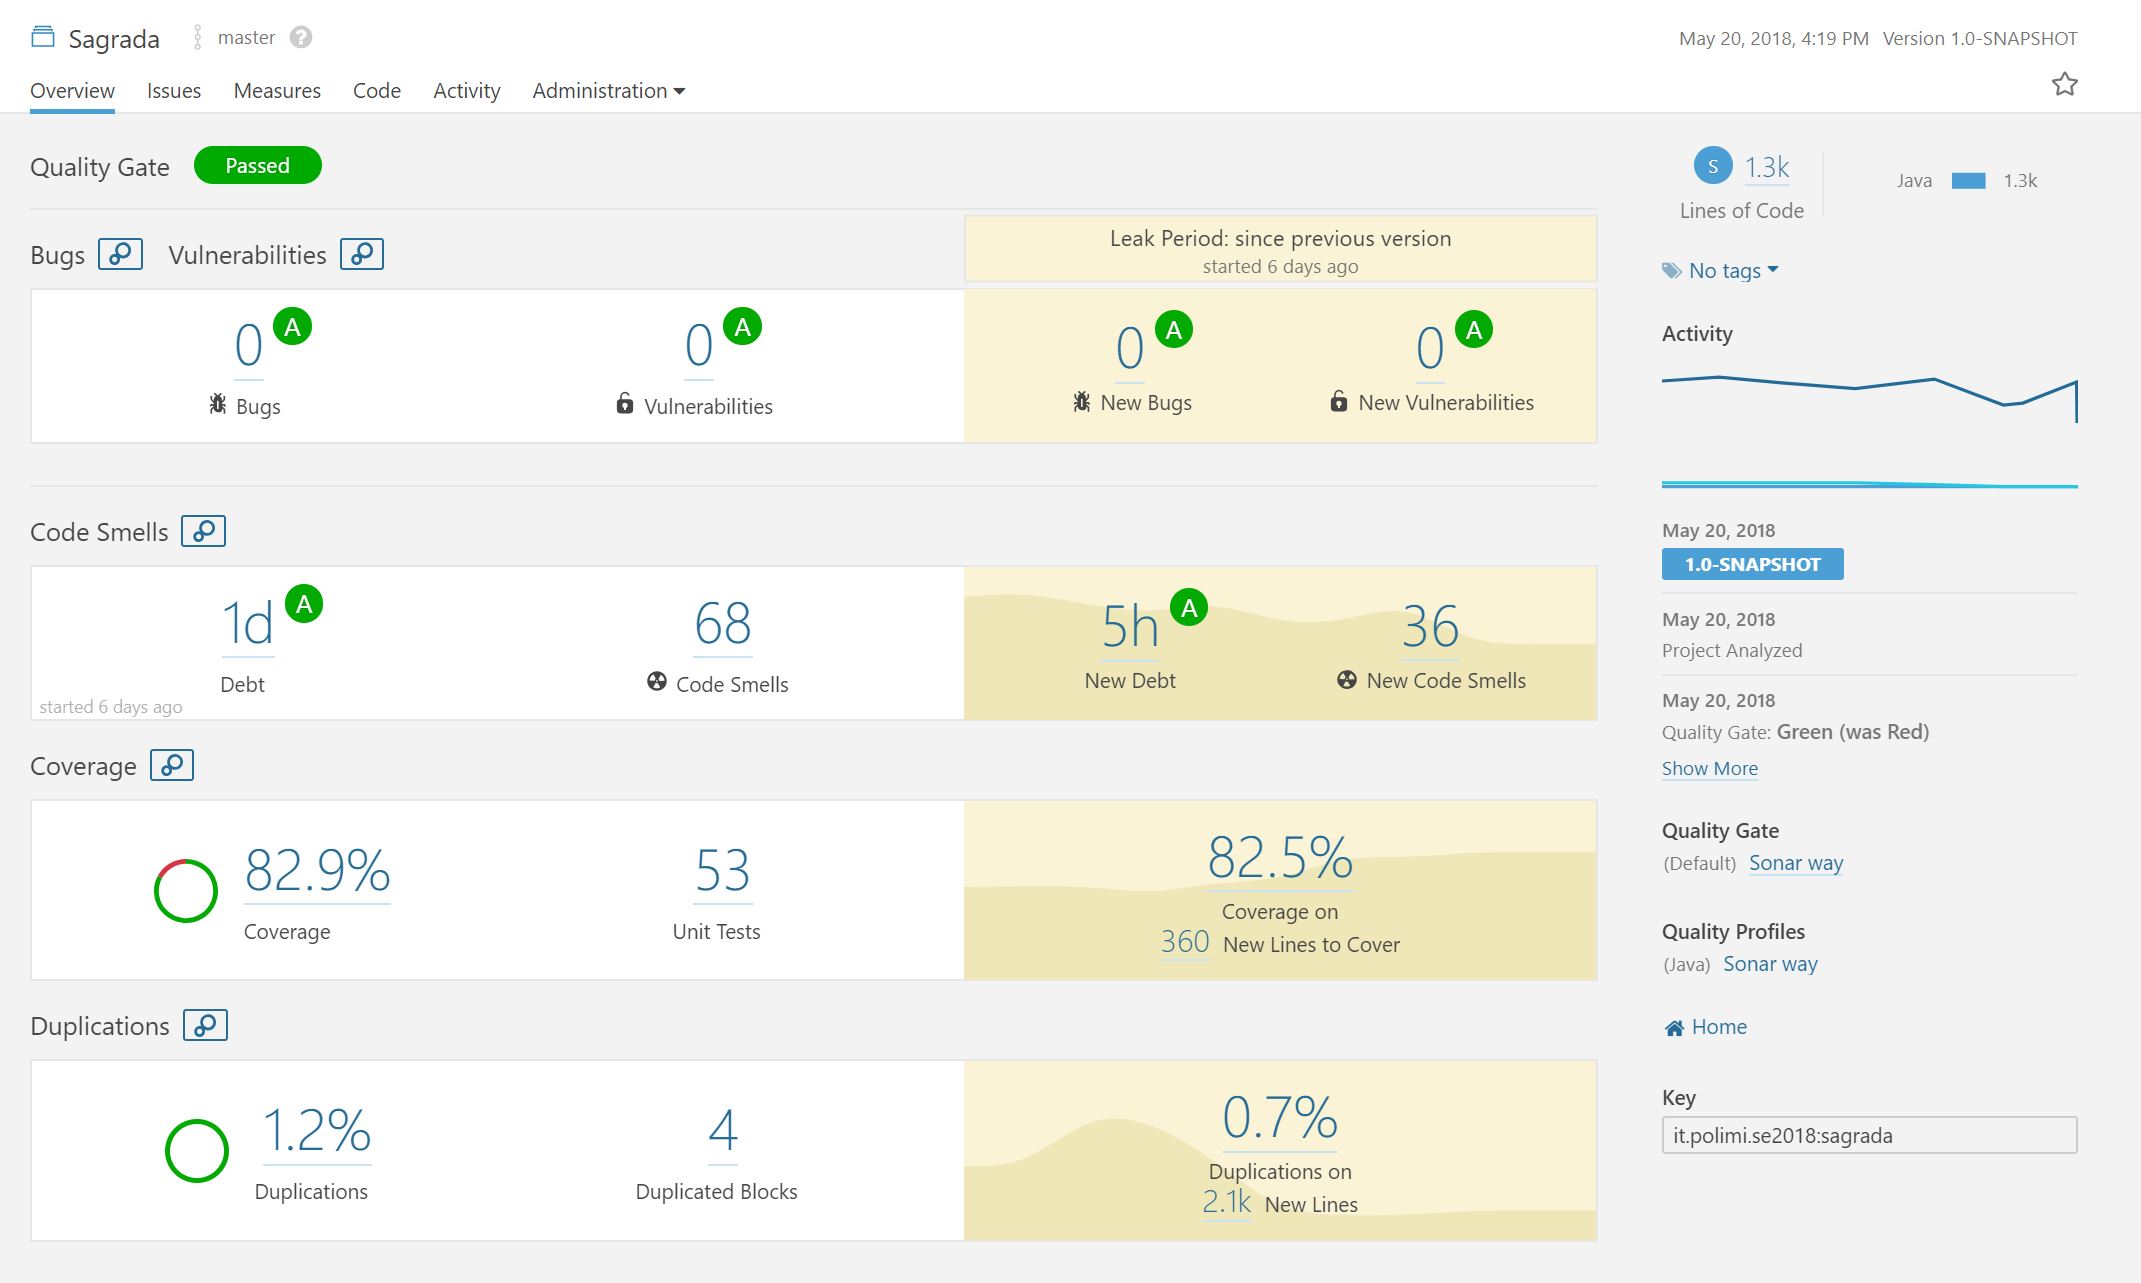 Sagrada master ?
May 20, 2018, 4:19 PM Version 1.0-SNAPSHOT
Overview Issues Measures Code Activity Administration
Quality Gate Passed
Bugs Vulnerabilities
Leak Period: since previous version
started 6 days ago
0 A
Bugs
0 A
Vulnerabilities
0 A
New Bugs
0 A
New Vulnerabilities
Code Smells
1d A
Debt
started 6 days ago
68
Code Smells
5h A
New Debt
36
New Code Smells
Coverage
82.9%
Coverage
53
Unit Tests
82.5%
Coverage on
360 New Lines to Cover
Duplications
1.2%
Duplications
4
Duplicated Blocks
0.7%
Duplications on
2.1k New Lines
S 1.3k
Lines of Code
Java 1.3k
No tags
Activity
May 20, 2018
1.0-SNAPSHOT
May 20, 2018
Project Analyzed
May 20, 2018
Quality Gate: Green (was Red)
Show More
Quality Gate
(Default) Sonar way
Quality Profiles
(Java) Sonar way
Home
Key
it.polimi.se2018:sagrada